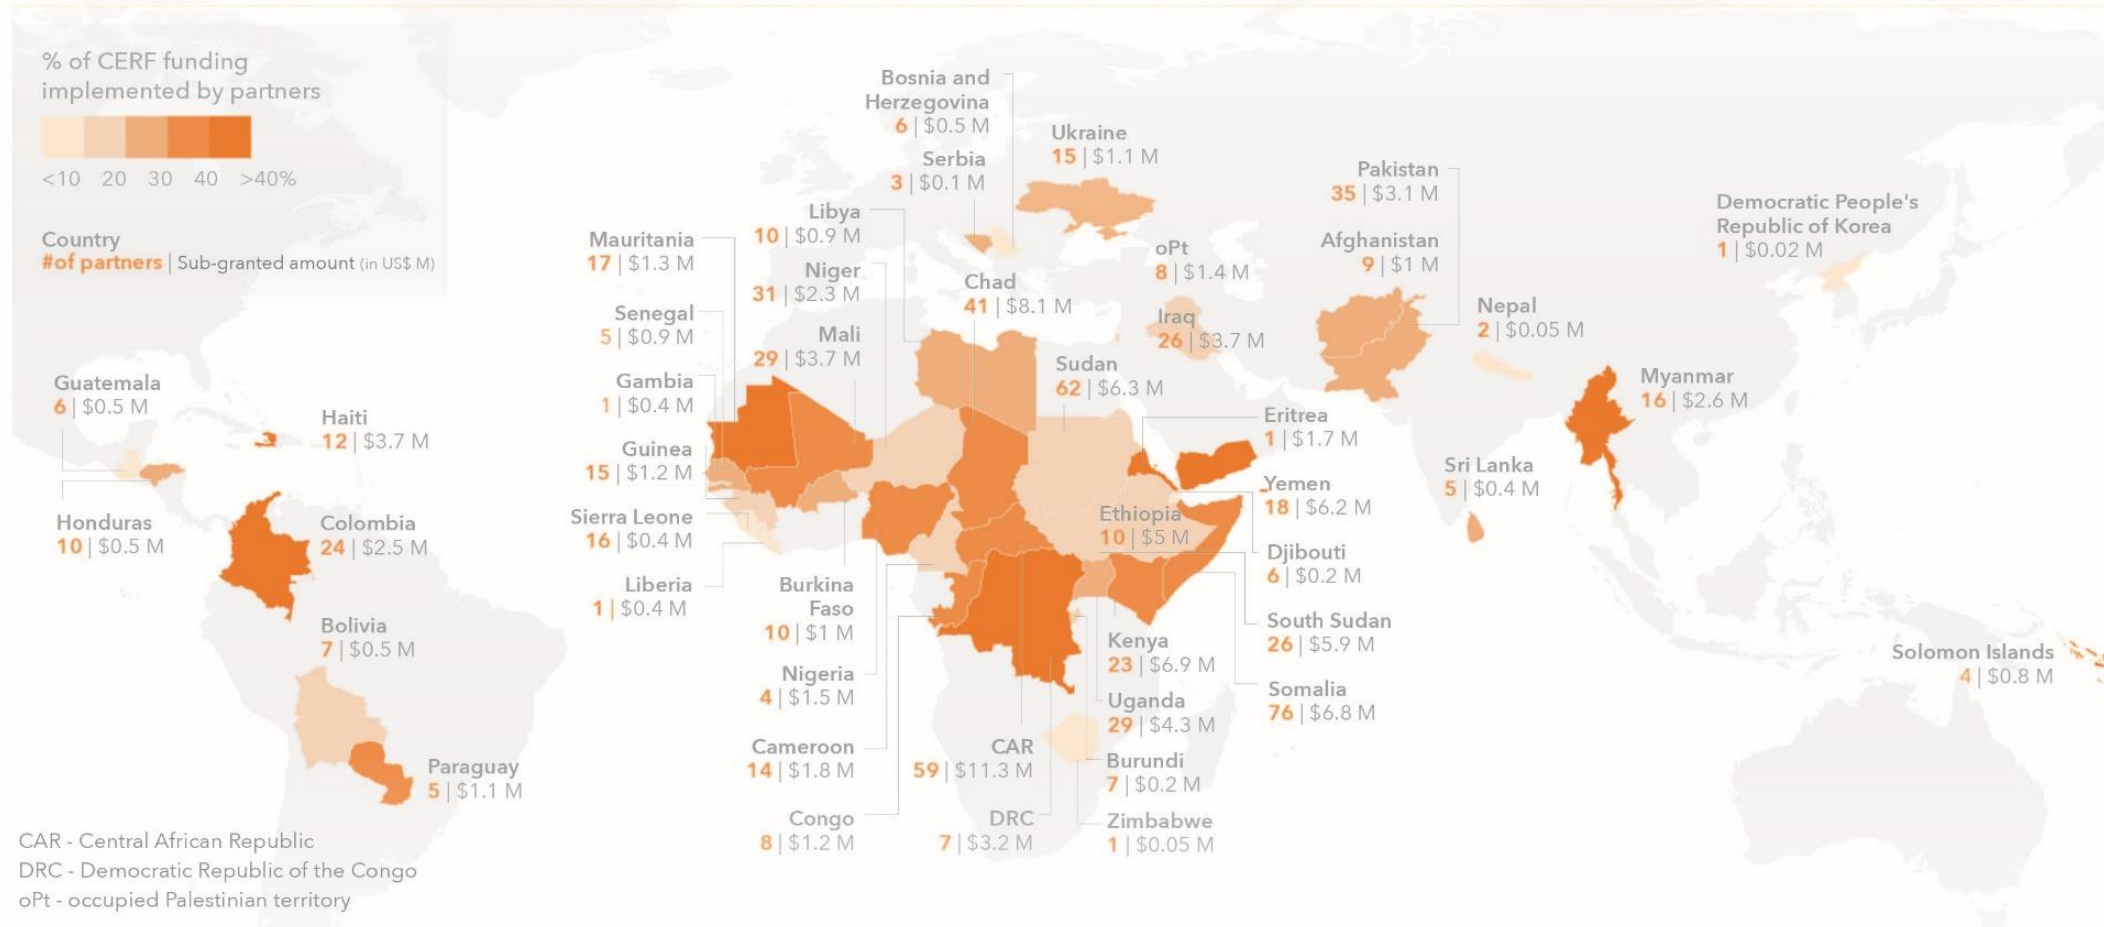 % of CERF funding
implemented by partners
<10 20 30 40 >40%
Country
#of partners | Sub-granted amount (in US$ M)
Guatemala
6 | $0.5 M
Honduras
10 | $0.5 M
Haiti
12 | $3.7 M
Colombia
24 | $2.5 M
Bolivia
7 | $0.5 M
Paraguay
5 | $1.1 M
Mauritania
17 | $1.3 M
Senegal
5 | $0.9 M
Gambia
1 | $0.4 M
Guinea
15 | $1.2 M
Sierra Leone
16 | $0.4 M
Liberia
1 | $0.4 M
Bosnia and
Herzegovina
6 | $0.5 M
Serbia
3 | $0.1 M
Libya
10 | $0.9 M
Niger
31 | $2.3 M
Mali
29 | $3.7 M
Chad
41 | $8.1 M
Ukraine
15 | $1.1 M
oPt
8 | $1.4 M
Iraq
26 | $3.7 M
Sudan
62 | $6.3 M
Ethiopia
10 | $5 M
Burkina
Faso
10 | $1 M
Nigeria
4 | $1.5 M
Cameroon
14 | $1.8 M
Congo
8 | $1.2 M
CAR
59 | $11.3 M
DRC
7 | $3.2 M
Kenya
23 | $6.9 M
Uganda
29 | $4.3 M
Burundi
7 | $0.2 M
Zimbabwe
1 | $0.05 M
Eritrea
1 | $1.7 M
Yemen
18 | $6.2 M
Djibouti
6 | $0.2 M
South Sudan
26 | $5.9 M
Somalia
76 | $6.8 M
Pakistan
35 | $3.1 M
Afghanistan
9 | $1 M
Nepal
2 | $0.05 M
Sri Lanka
5 | $0.4 M
Myanmar
16 | $2.6 M
Democratic People's
Republic of Korea
1 | $0.02 M
Solomon Islands
4 | $0.8 M
CAR - Central African Republic
DRC - Democratic Republic of the Congo
oPt - occupied Palestinian territory